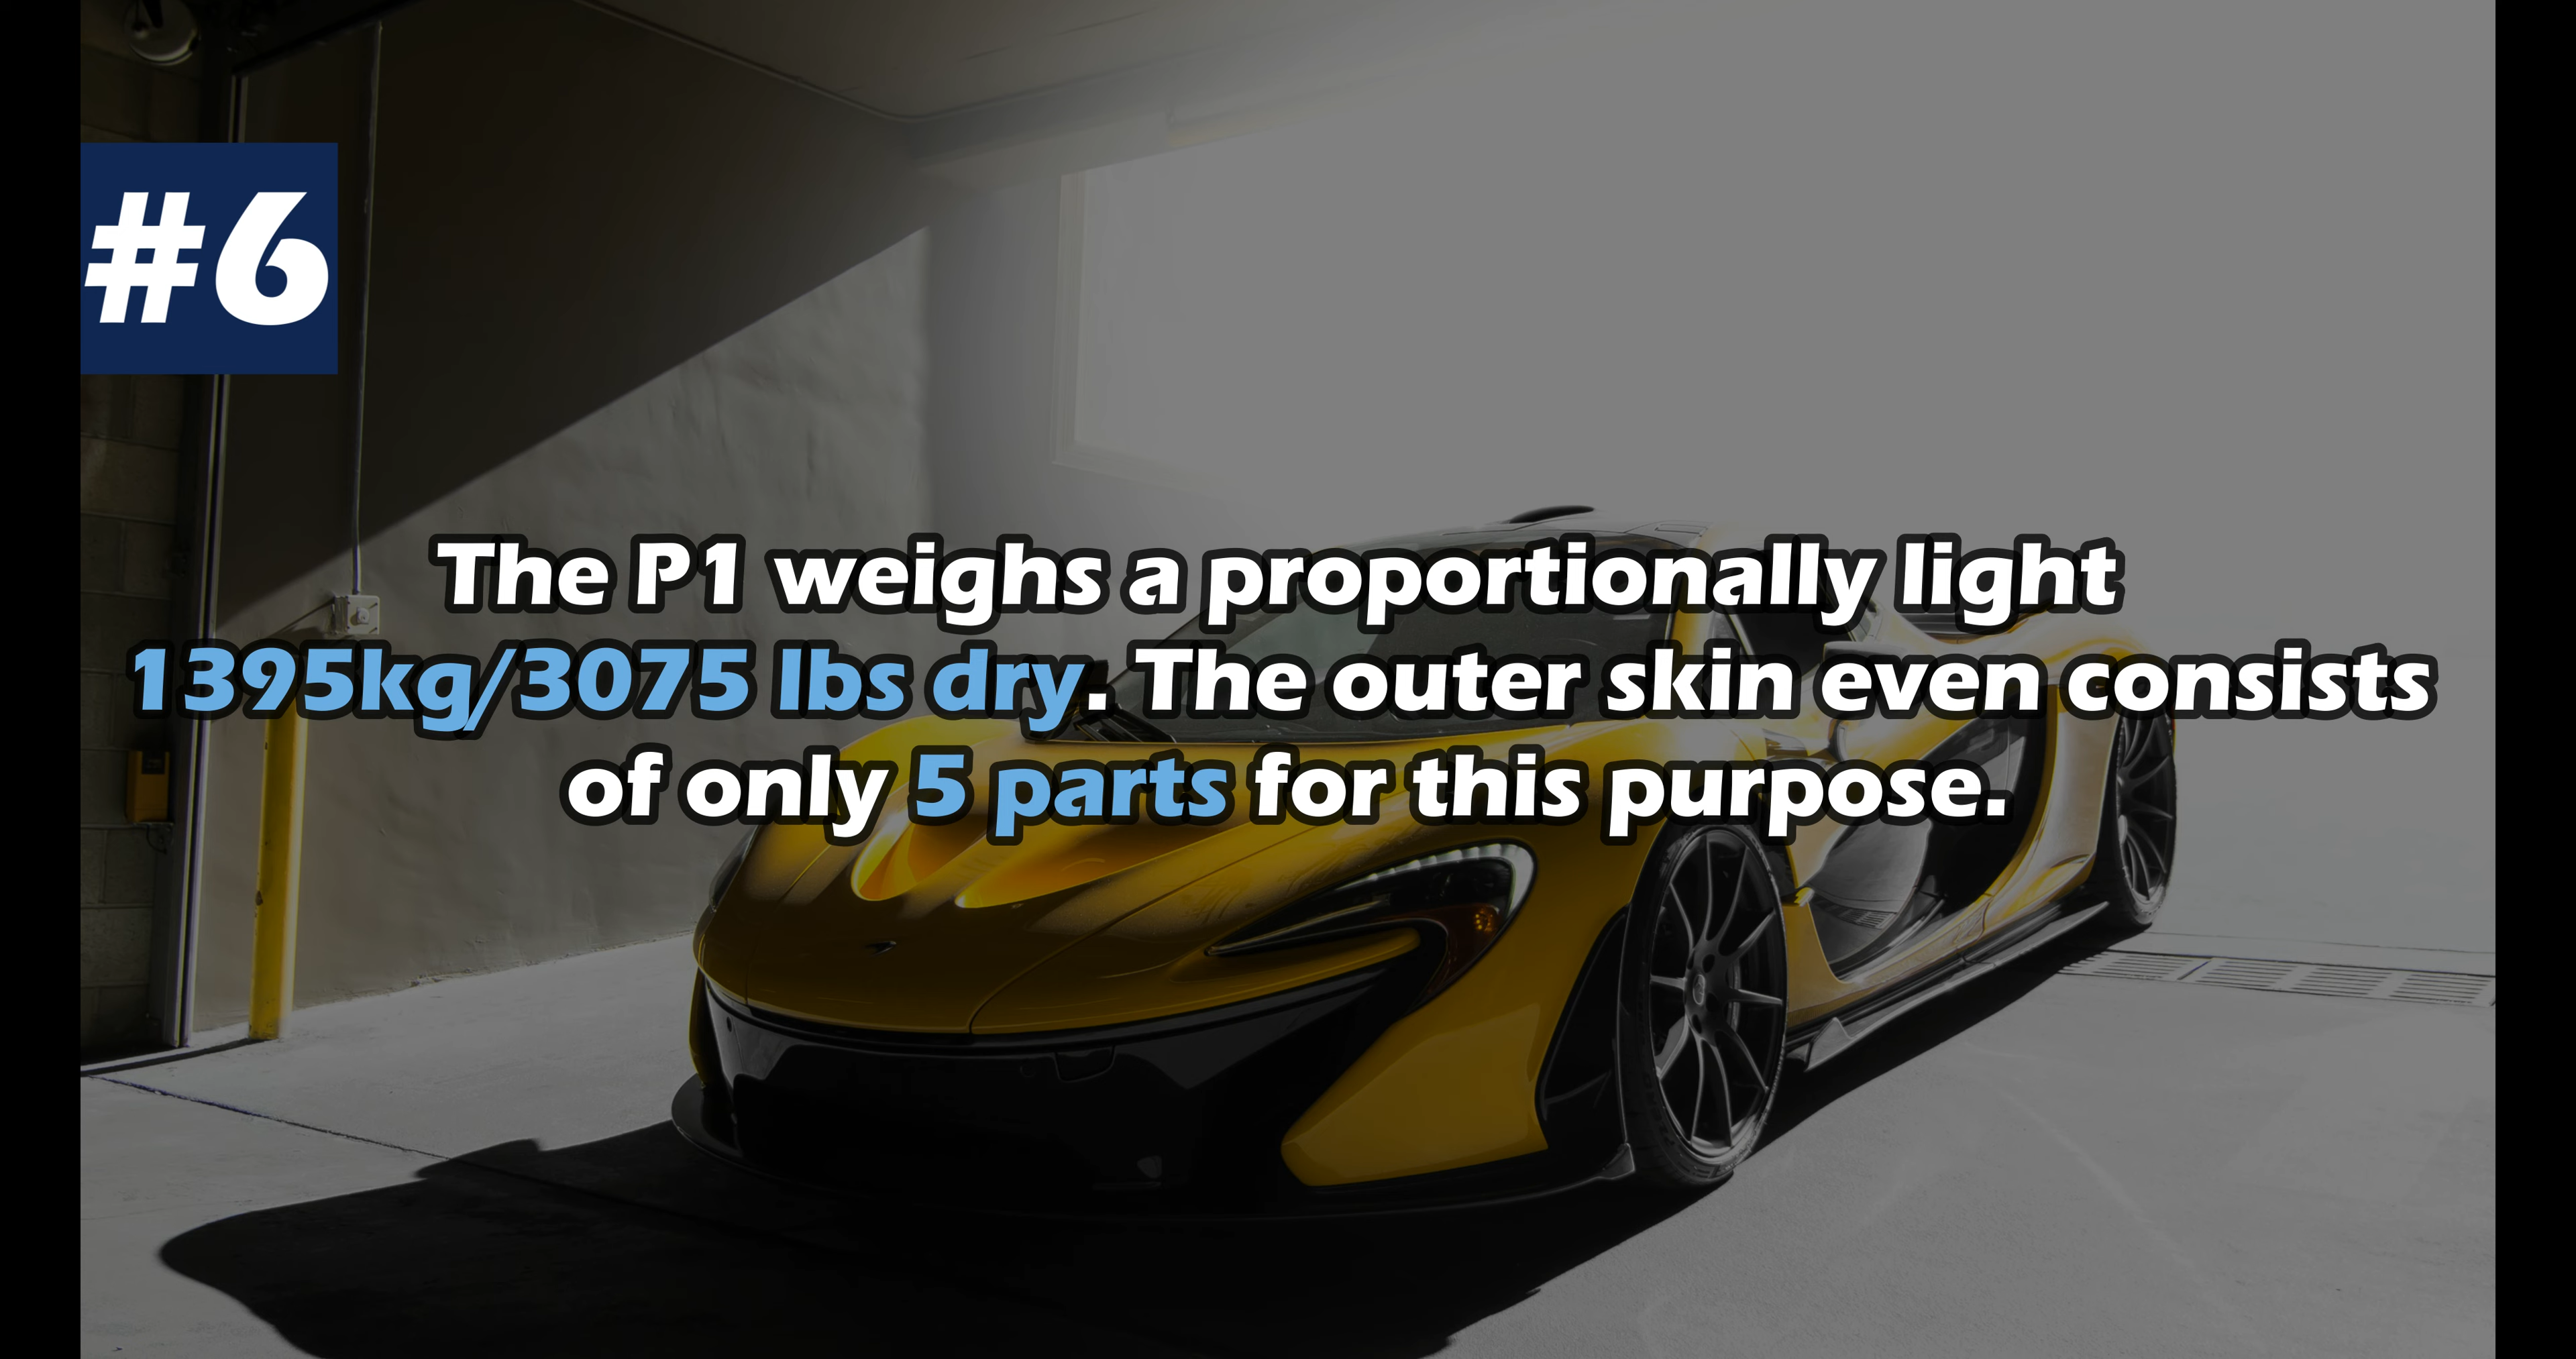 #6
The P1 weighs a proportionally light
1395kg/3075 lbs dry. The outer skin even consists
of only 5 parts for this purpose.